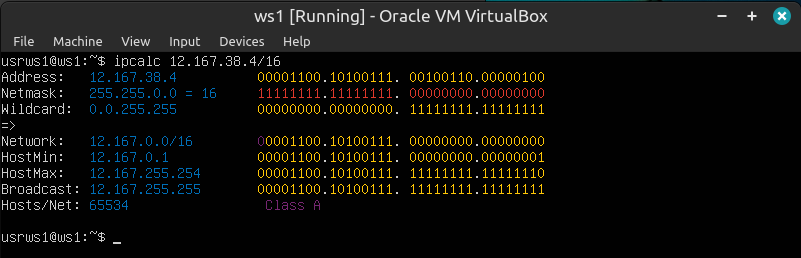 ws1 [Running] - Oracle VM VirtualBox
File Machine View Input Devices Help
usrws1@ws1:~$ ipcalc 12.167.38.4/16
Address: 12.167.38.4 00001100.10100111. 00100110.00000100
Netmask: 255.255.0.0 = 16 11111111.11111111. 00000000.00000000
Wildcard: 0.0.255.255 00000000.00000000. 11111111.11111111
=>
Network: 12.167.0.0/16 00001100.10100111. 00000000.00000000
HostMin: 12.167.0.1 00001100.10100111. 00000000.00000001
HostMax: 12.167.255.254 00001100.10100111. 11111111.11111110
Broadcast: 12.167.255.255 00001100.10100111. 11111111.11111111
Hosts/Net: 65534 Class A
usrws1@ws1:~$ _